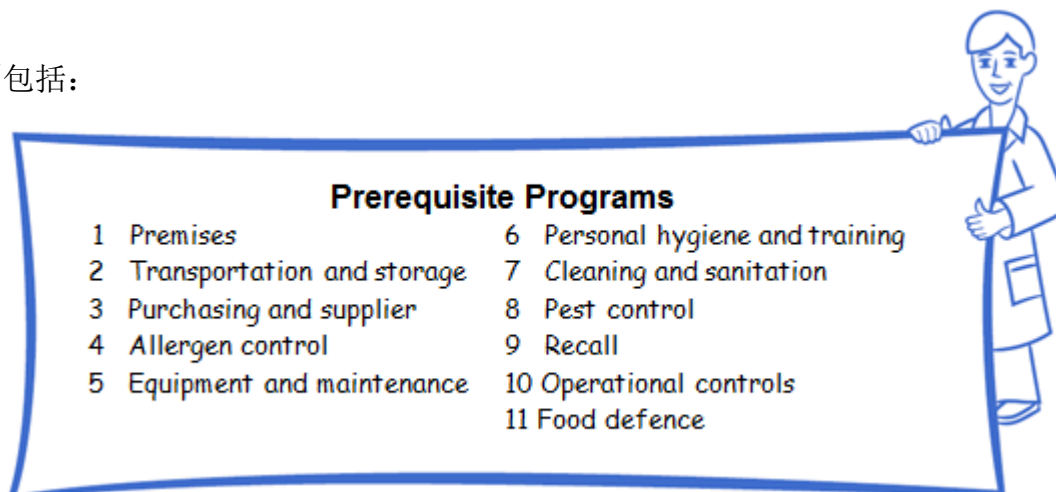 包括：
Prerequisite Programs
1 Premises
2 Transportation and storage
3 Purchasing and supplier
4 Allergen control
5 Equipment and maintenance
6 Personal hygiene and training
7 Cleaning and sanitation
8 Pest control
9 Recall
10 Operational controls
11 Food defence